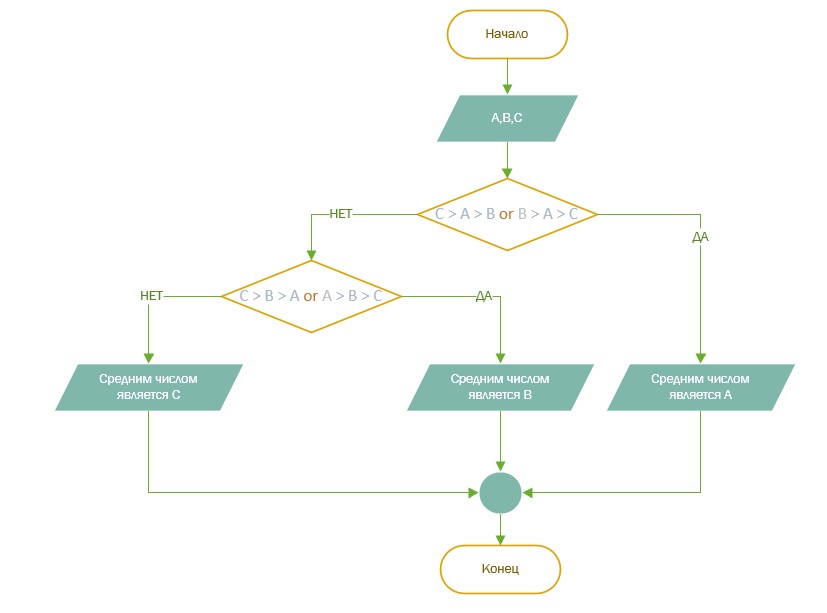 Начало
A,B,C
C > A > B or B > A > C
НЕТ
ДА
C > B > A or A > B > C
НЕТ
ДА
Средним числом
является C
Средним числом
является B
Средним числом
является A
Конец